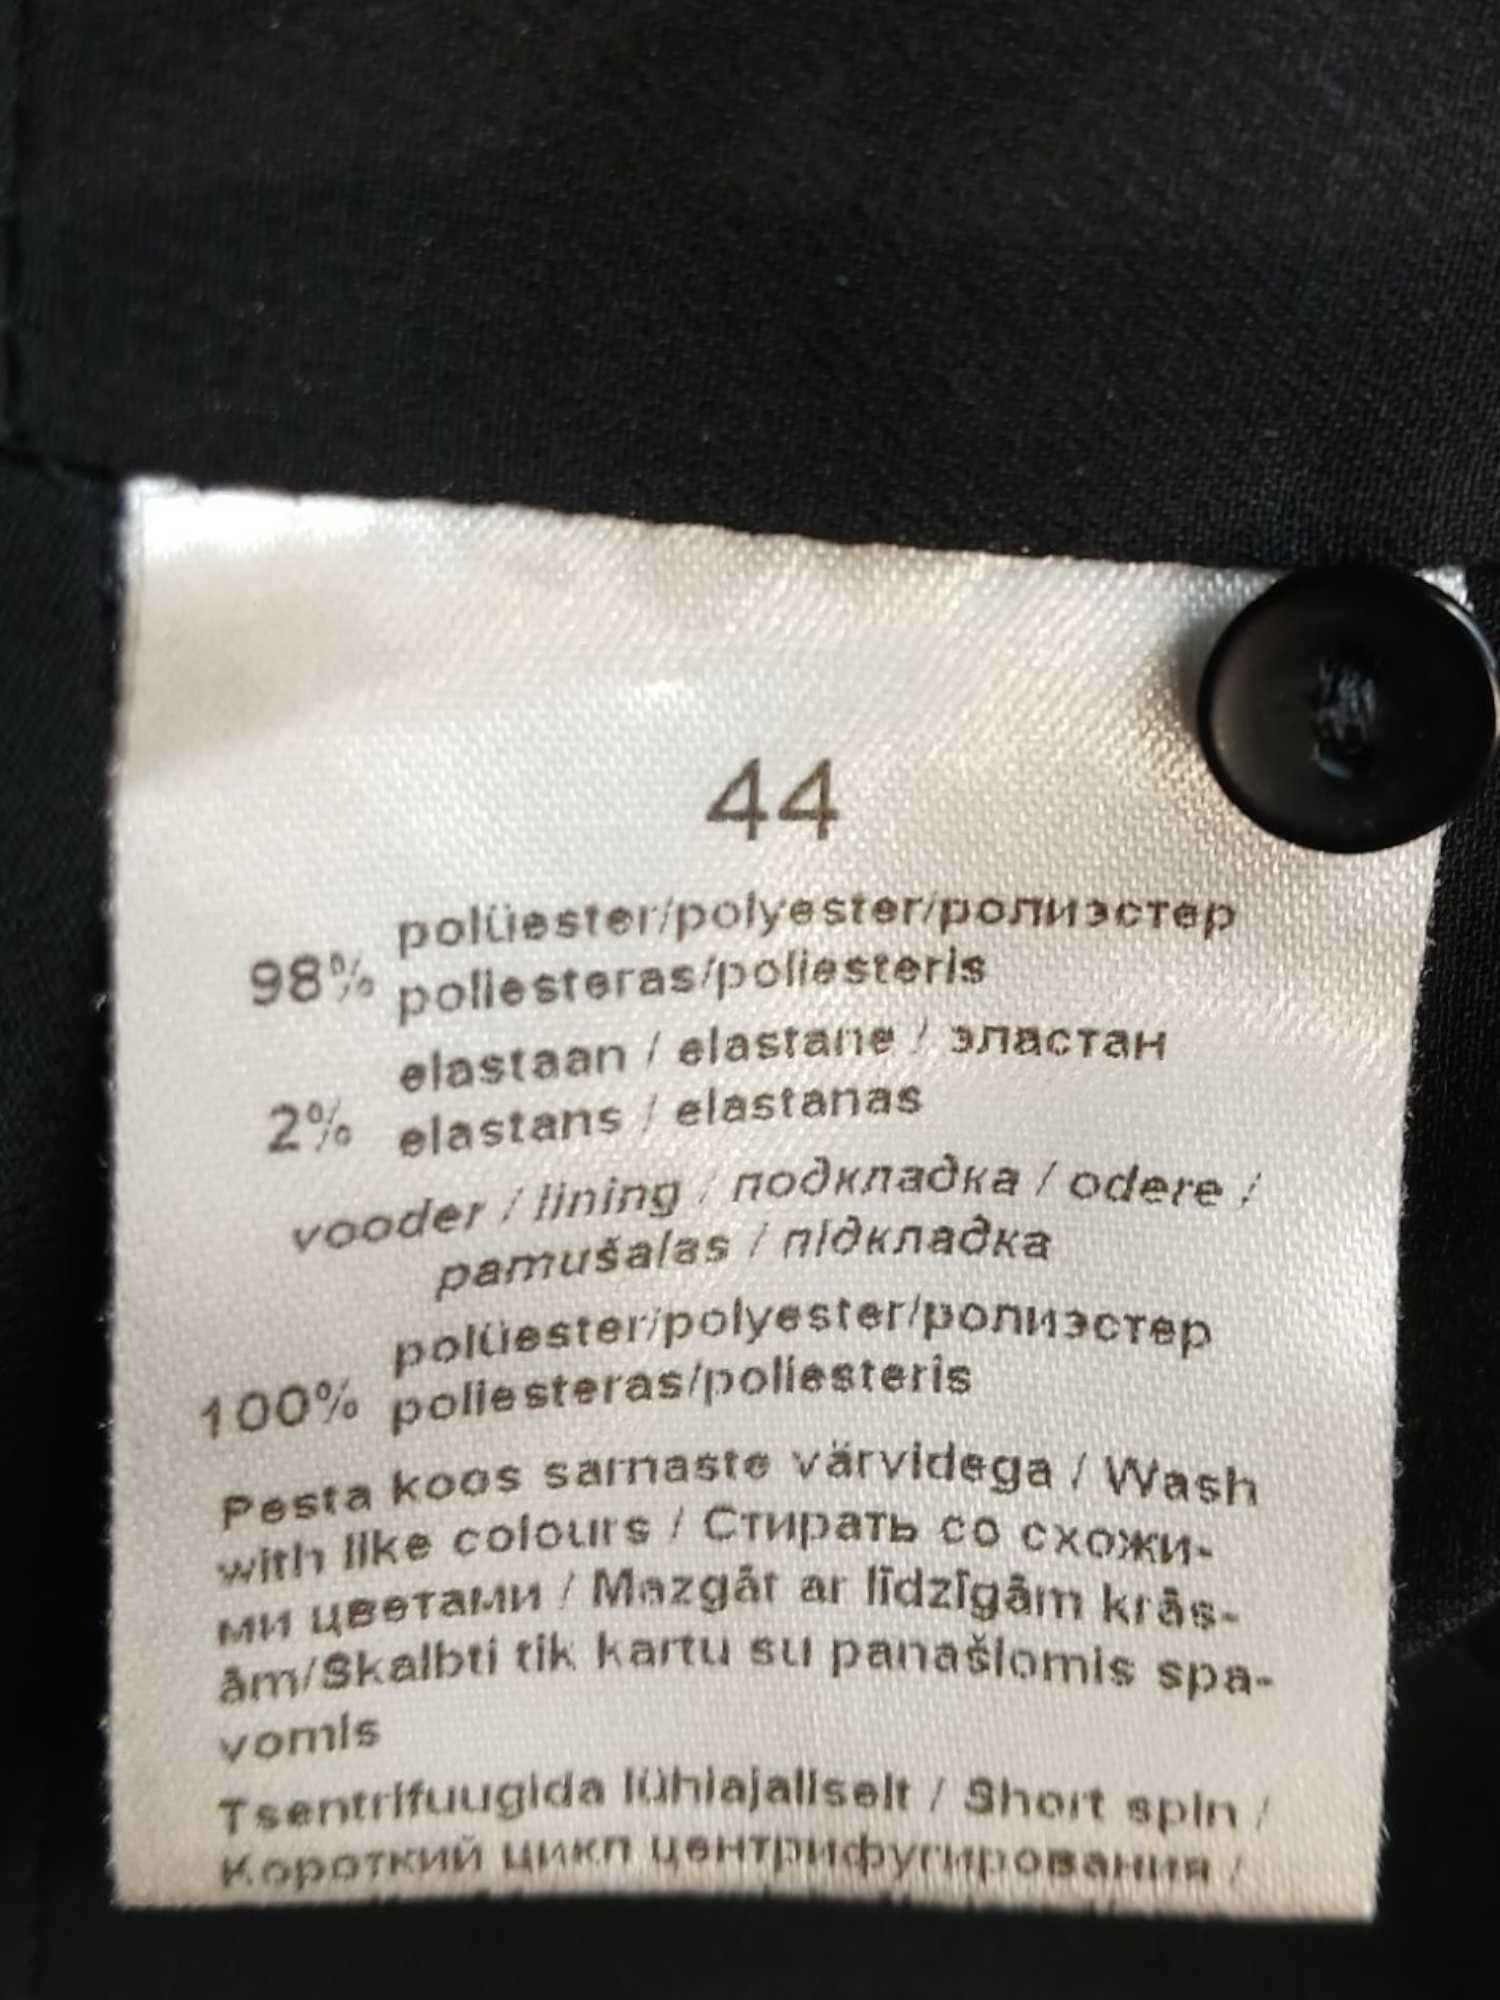 44
98% polüester/polyester/полиэстер
poliesteras/poliesteris
elastaan / elastane / эластан
2% elastans / elastanas
vooder / lining / подкладка / odere /
pamušalas / підкладка
polüester/polyester/полиэстер
100% poliesteras/poliesteris
Pesta koos sarnaste värvidega / Wash
with like colours / Стирать со схожи-
ми цветами / Mazgāt ar līdzīgām krās-
ām/Skalbti tik kartu su panašiomis spa-
vomis
Tsentrifuugida lühiajaliselt / Short spin /
Короткий цикл центрифугирования /